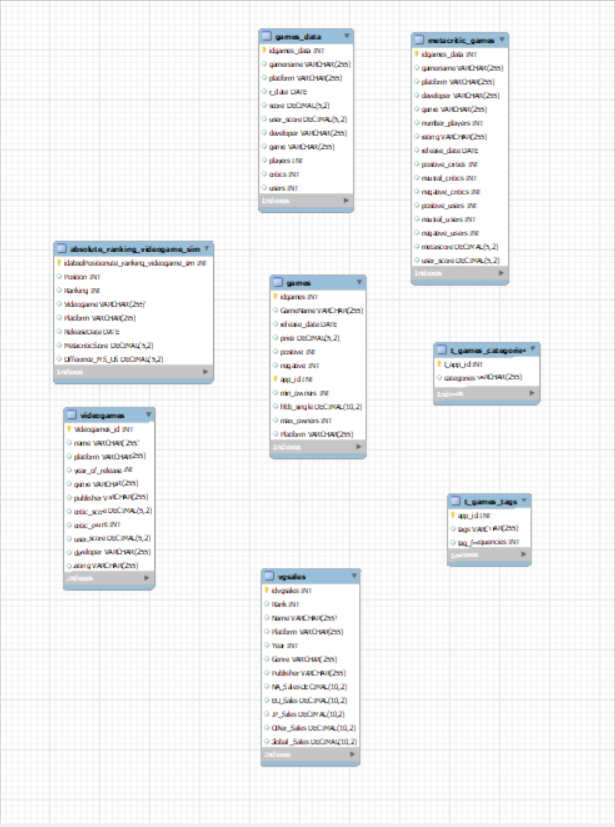 games_data
idgames_data INT
gamename VARCHAR(255)
platform VARCHAR(255)
r_date DATE
score DECIMAL(5,2)
user_score DECIMAL(5,2)
developer VARCHAR(255)
players INT
critics INT
users INT
Indexes
metacritic_games
idgames_data INT
gamename VARCHAR(255)
platform VARCHAR(255)
developer VARCHAR(255)
VARCHAR(255)
number_players INT
rating VARCHAR(255)
release_date DATE
positive_critics INT
neutral_critics INT
negative_critics INT
positive_users INT
neutral_users INT
negative_users INT
metascore DECIMAL(5,2)
user_score DECIMAL(5,2)
Indexes
absolute_ranking_videogame_sim
INT
Position INT
Ranking INT
Videogame VARCHAR(255)
Platform VARCHAR(255)
ReleaseDate DATE
MetacriticScore DECIMAL(5,2)
Difference_MS_US DECIMAL(5,2)
Indexes
games
idgames INT
GameName VARCHAR(255)
release_date DATE
price DECIMAL(5,2)
positive INT
negative INT
app_id INT
min_owners INT
hltb_single DECIMAL(10,2)
max_owners INT
Platform VARCHAR(255)
Indexes
t_games_categories
t_app_id INT
categories VARCHAR(255)
Indexes
videogames
Videogames_id INT
name VARCHAR(255)
platform VARCHAR(255)
year_of_release INT
VARCHAR(255)
publisher VARCHAR(255)
critic_score DECIMAL(5,2)
critic_count INT
user_score DECIMAL(5,2)
developer VARCHAR(255)
rating VARCHAR(255)
Indexes
t_games_tags
app_id INT
tags VARCHAR(255)
tag_frequencies INT
Indexes
vgsales
idvgsales INT
Rank INT
Name VARCHAR(255)
Platform VARCHAR(255)
Year INT
Genre VARCHAR(255)
Publisher VARCHAR(255)
NA_Sales DECIMAL(10,2)
EU_Sales DECIMAL(10,2)
JP_Sales DECIMAL(10,2)
Other_Sales DECIMAL(10,2)
Global_Sales DECIMAL(10,2)
Indexes